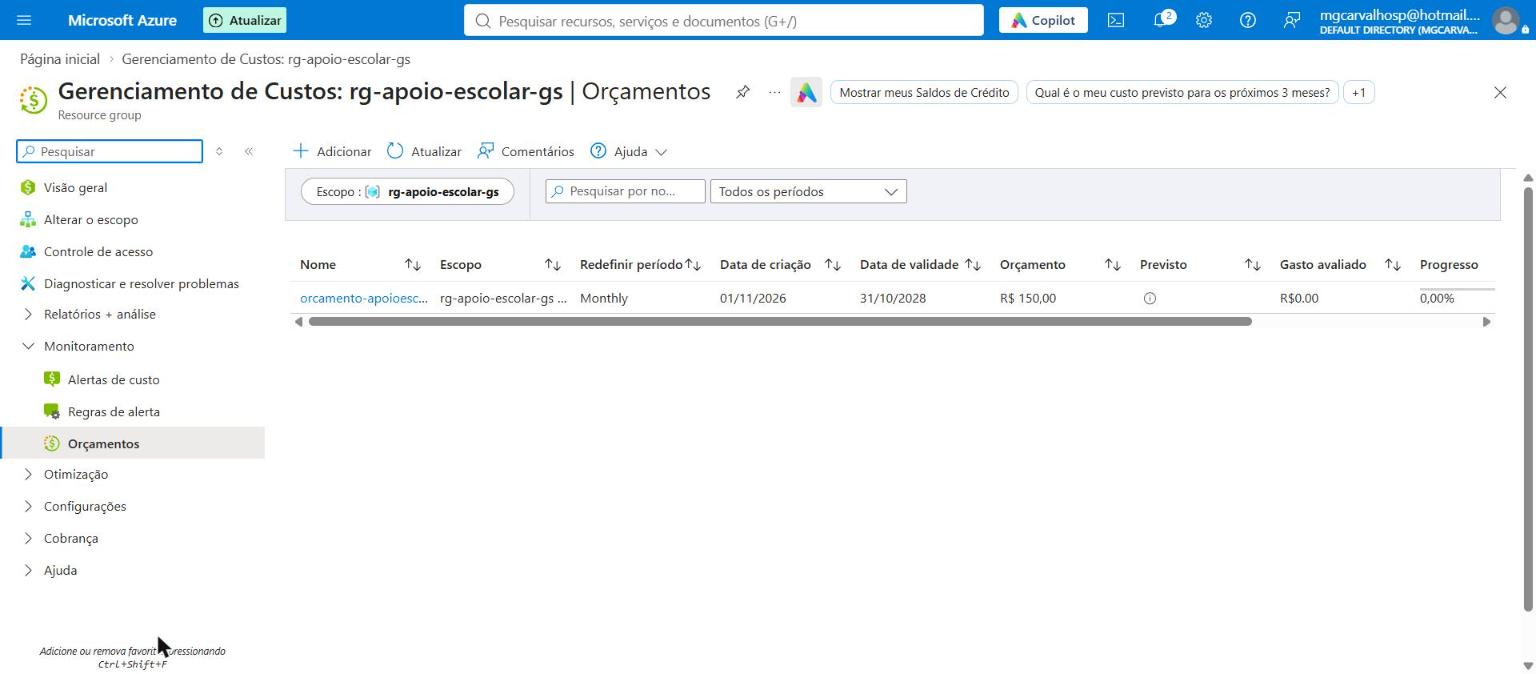 Microsoft Azure
Atualizar
Pesquisar recursos, serviços e documentos (G+/)
Copilot
2
mgcarvalhosp@hotmail....
DEFAULT DIRECTORY (MGCARVA...
Página inicial > Gerenciamento de Custos: rg-apoio-escolar-gs
Gerenciamento de Custos: rg-apoio-escolar-gs | Orçamentos
Resource group
Mostrar meus Saldos de Crédito
Qual é o meu custo previsto para os próximos 3 meses?
+1
Pesquisar
Visão geral
Alterar o escopo
Controle de acesso
Diagnosticar e resolver problemas
Relatórios + análise
Monitoramento
Alertas de custo
Regras de alerta
Orçamentos
Otimização
Configurações
Cobrança
Ajuda
Adicione ou remova favorit pressionando
Ctrl+Shift+F
Adicionar
Atualizar
Comentários
Ajuda
Escopo : rg-apoio-escolar-gs
Pesquisar por no...
Todos os períodos
Nome Escopo Redefinir período Data de criação Data de validade Orçamento Previsto Gasto avaliado Progresso
orcamento-apoioesc... rg-apoio-escolar-gs ... Monthly 01/11/2026 31/10/2028 R$ 150,00 R$0.00 0,00%